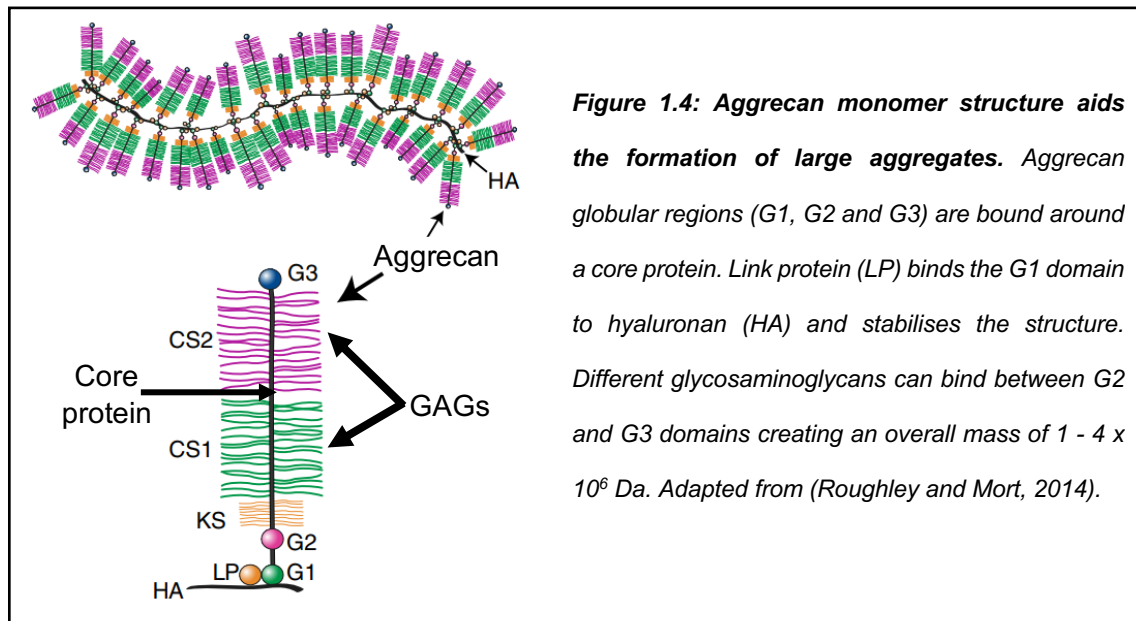 HA
Aggrecan
G3
CS2
Core
protein
GAGs
CS1
KS
G2
LP
G1
HA
Figure 1.4: Aggrecan monomer structure aids
the formation of large aggregates. Aggrecan
globular regions (G1, G2 and G3) are bound around
a core protein. Link protein (LP) binds the G1 domain
to hyaluronan (HA) and stabilises the structure.
Different glycosaminoglycans can bind between G2
and G3 domains creating an overall mass of 1 - 4 x
10⁶ Da. Adapted from (Roughley and Mort, 2014).